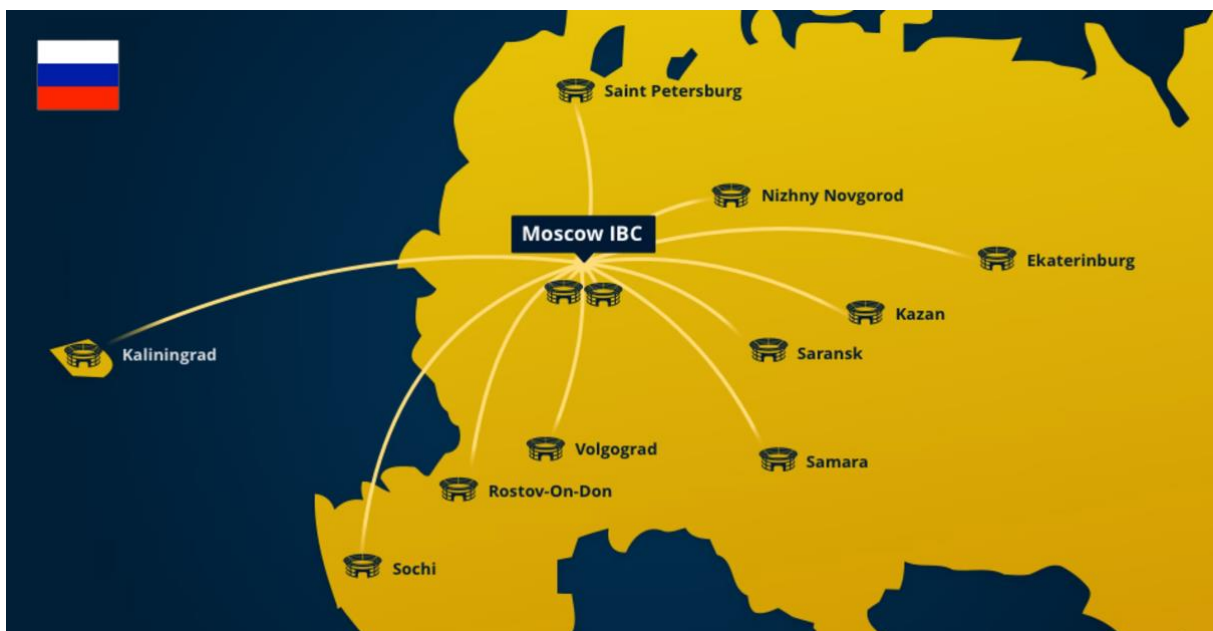 Saint Petersburg
Nizhny Novgorod
Moscow IBC
Ekaterinburg
Kazan
Saransk
Kaliningrad
Volgograd
Samara
Rostov-On-Don
Sochi